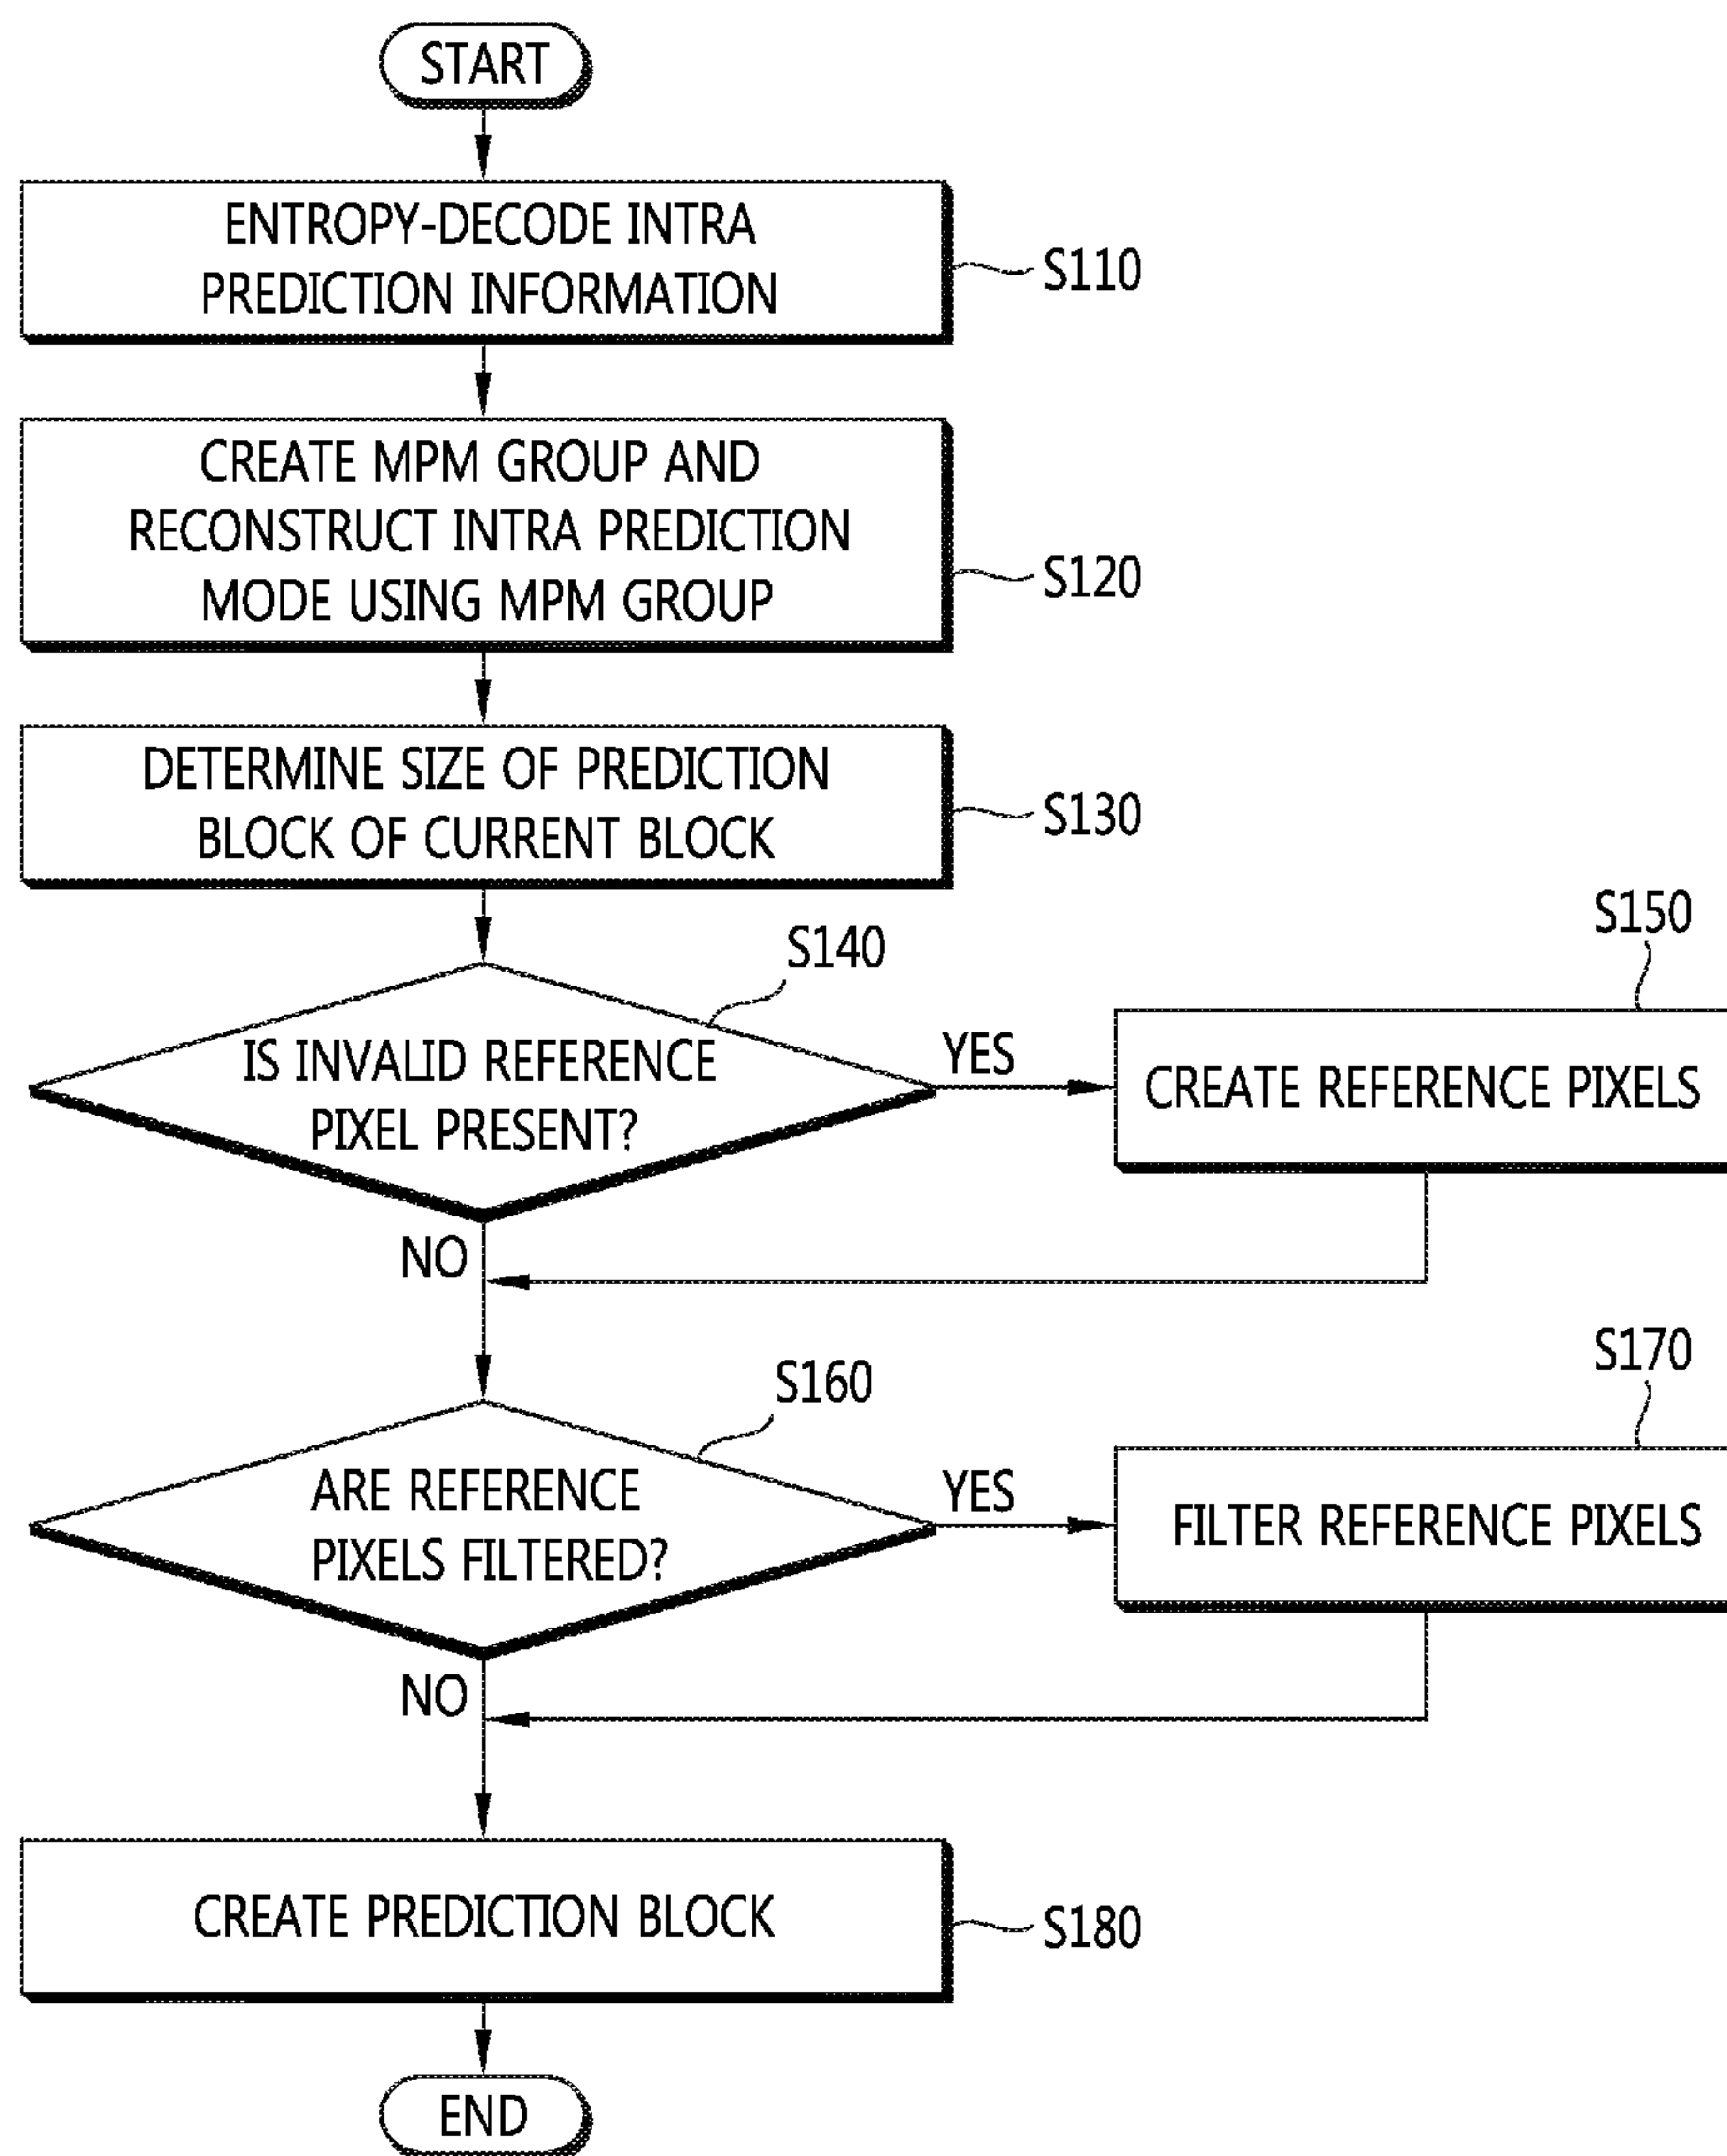 START
ENTROPY-DECODE INTRA
PREDICTION INFORMATION
S110
CREATE MPM GROUP AND
RECONSTRUCT INTRA PREDICTION
MODE USING MPM GROUP
S120
DETERMINE SIZE OF PREDICTION
BLOCK OF CURRENT BLOCK
S130
S140
IS INVALID REFERENCE
PIXEL PRESENT?
YES
S150
CREATE REFERENCE PIXELS
NO
S160
ARE REFERENCE
PIXELS FILTERED?
YES
S170
FILTER REFERENCE PIXELS
NO
CREATE PREDICTION BLOCK
S180
END